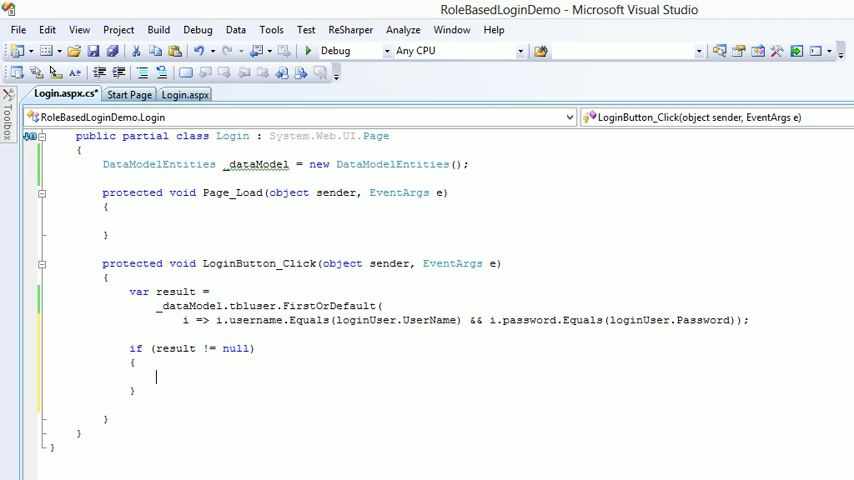 RoleBasedLoginDemo - Microsoft Visual Studio
File Edit View Project Build Debug Data Tools Test ReSharper Analyze Window Help
Debug Any CPU
Login.aspx.cs* Start Page Login.aspx
Toolbox
RoleBasedLoginDemo.Login LoginButton_Click(object sender, EventArgs e)
public partial class Login : System.Web.UI.Page
{
DataModelEntities _dataModel = new DataModelEntities();
protected void Page_Load(object sender, EventArgs e)
{
}
protected void LoginButton_Click(object sender, EventArgs e)
{
var result =
_dataModel.tbluser.FirstOrDefault(
i => i.username.Equals(loginUser.UserName) && i.password.Equals(loginUser.Password));
if (result != null)
{
}
}
}
}